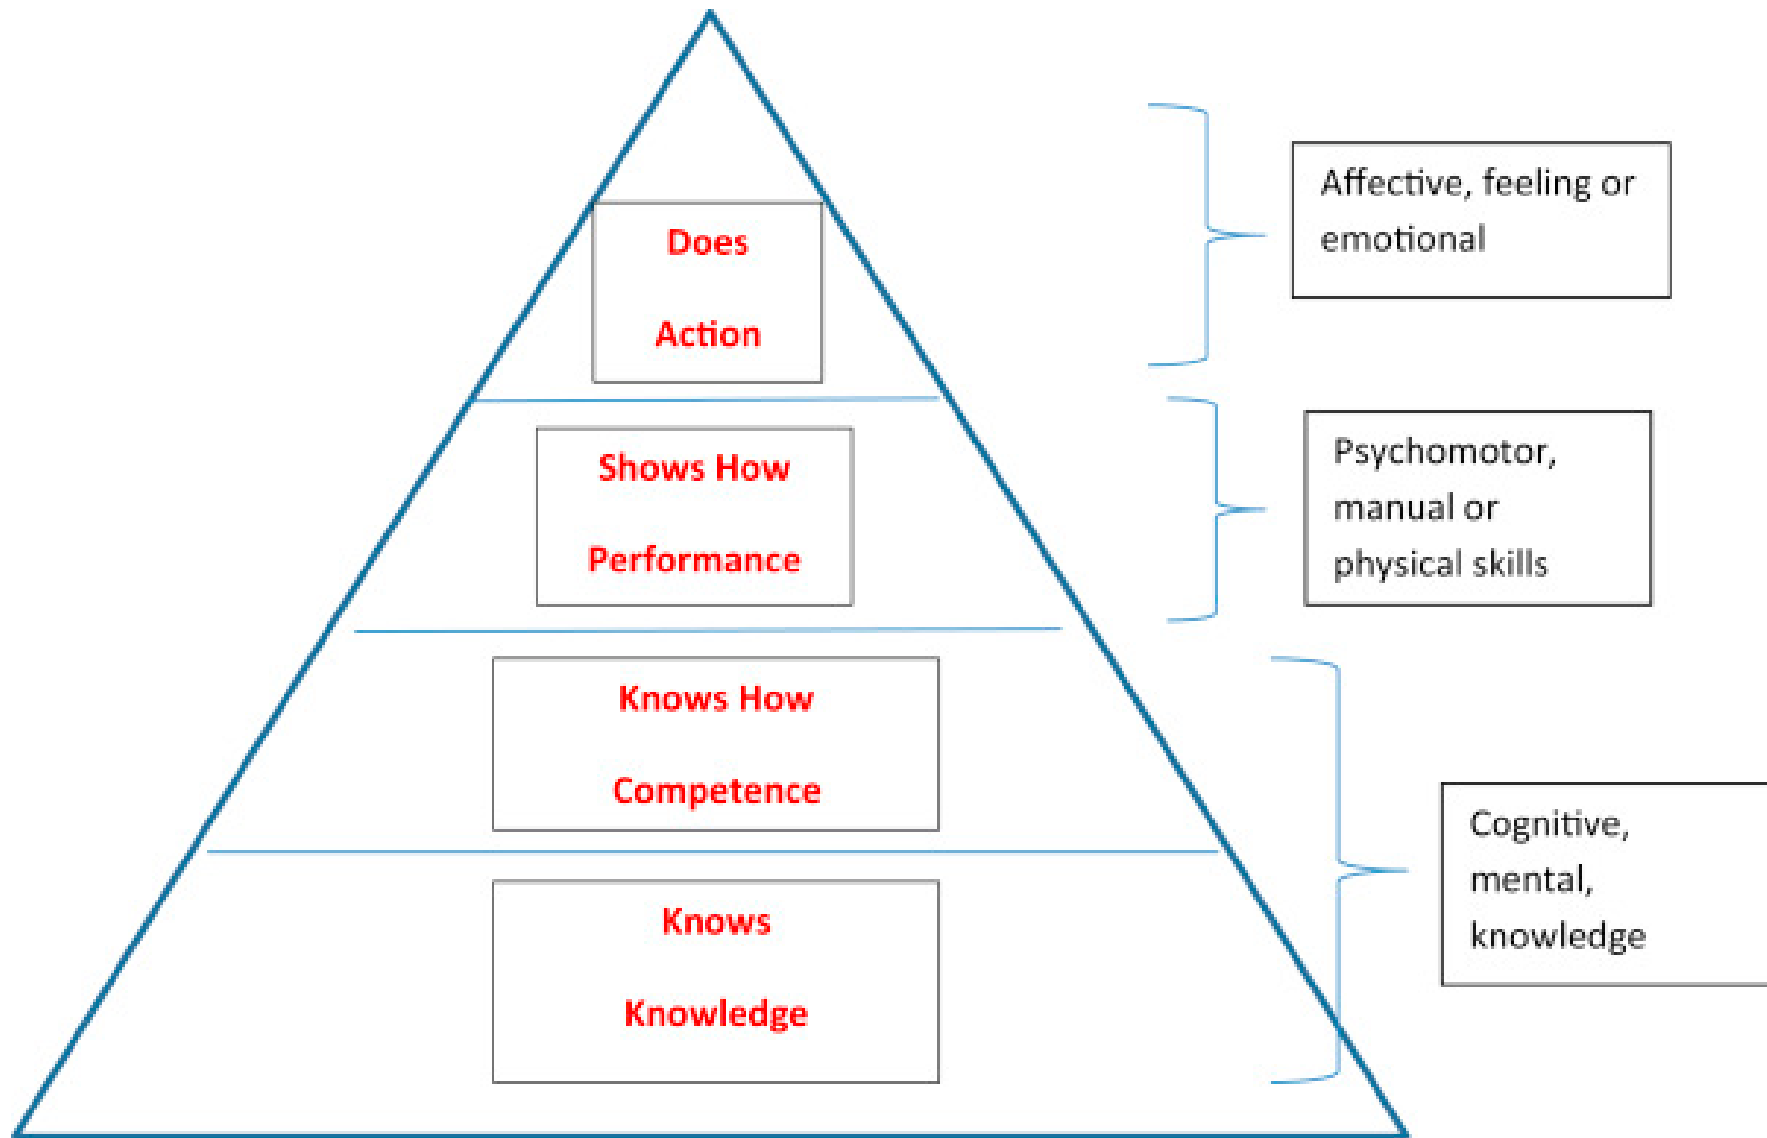 Does
Action
Affective, feeling or
emotional
Shows How
Performance
Psychomotor,
manual or
physical skills
Knows How
Competence
Knows
Knowledge
Cognitive,
mental,
knowledge